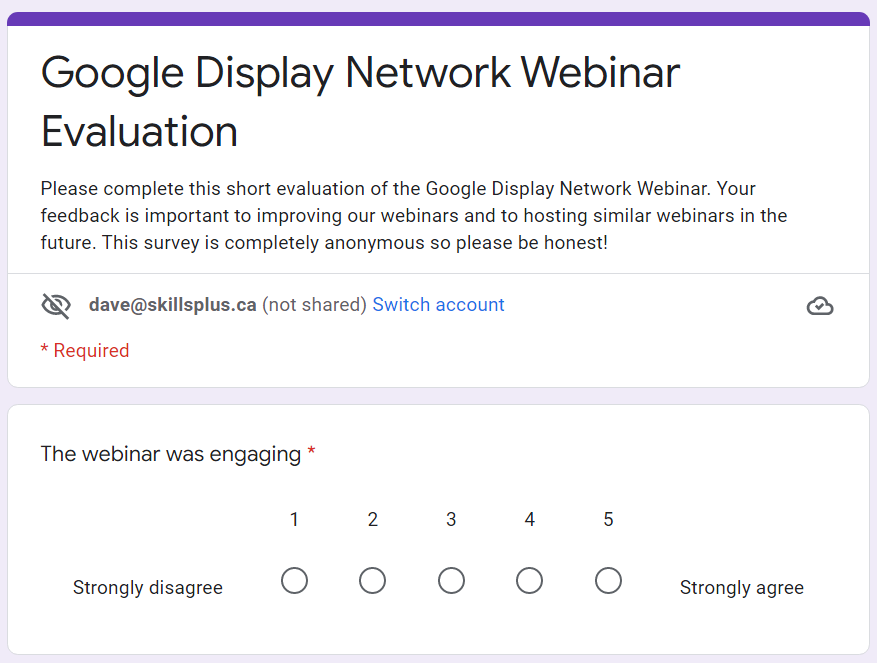 Google Display Network Webinar
Evaluation
Please complete this short evaluation of the Google Display Network Webinar. Your
feedback is important to improving our webinars and to hosting similar webinars in the
future. This survey is completely anonymous so please be honest!
dave@skillsplus.ca (not shared) Switch account
* Required
The webinar was engaging *
1 2 3 4 5
Strongly disagree Strongly agree